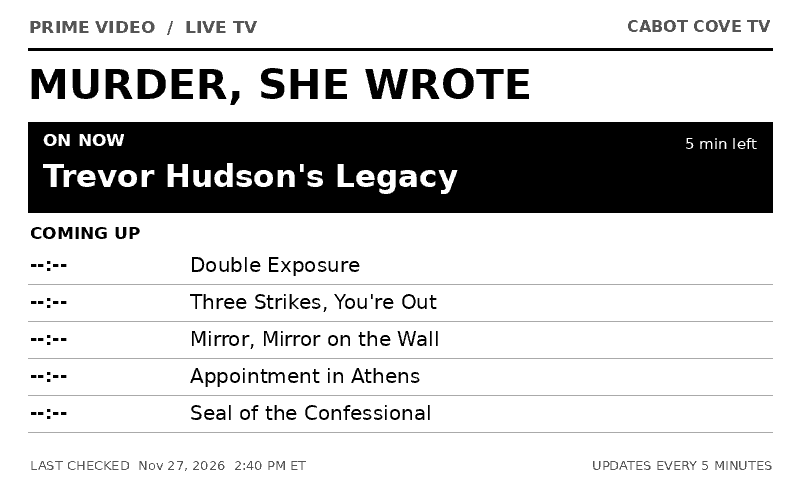 PRIME VIDEO / LIVE TV
CABOT COVE TV
MURDER, SHE WROTE
ON NOW
5 min left
Trevor Hudson's Legacy
COMING UP
--:-- Double Exposure
--:-- Three Strikes, You're Out
--:-- Mirror, Mirror on the Wall
--:-- Appointment in Athens
--:-- Seal of the Confessional
LAST CHECKED Nov 27, 2026 2:40 PM ET
UPDATES EVERY 5 MINUTES